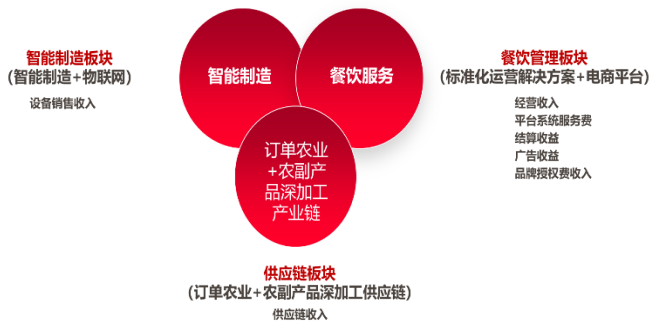 智能制造板块
(智能制造+物联网)
设备销售收入
智能制造
餐饮服务
餐饮管理板块
(标准化运营解决方案+电商平台)
经营收入
平台系统服务费
结算收益
广告收益
品牌授权费收入
订单农业
+农副产
品深加工
产业链
供应链板块
(订单农业+农副产品深加工供应链)
供应链收入